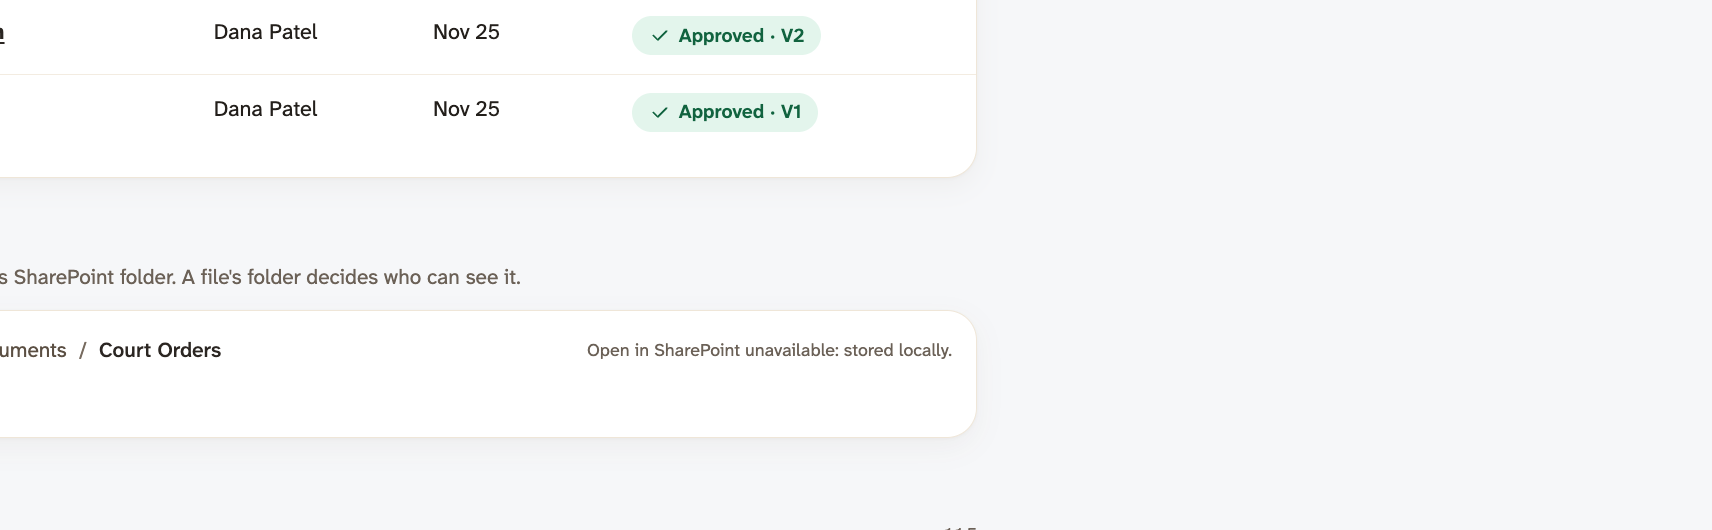 Dana Patel Nov 25 Approved · V2
Dana Patel Nov 25 Approved · V1
s SharePoint folder. A file's folder decides who can see it.
uments / Court Orders Open in SharePoint unavailable: stored locally.